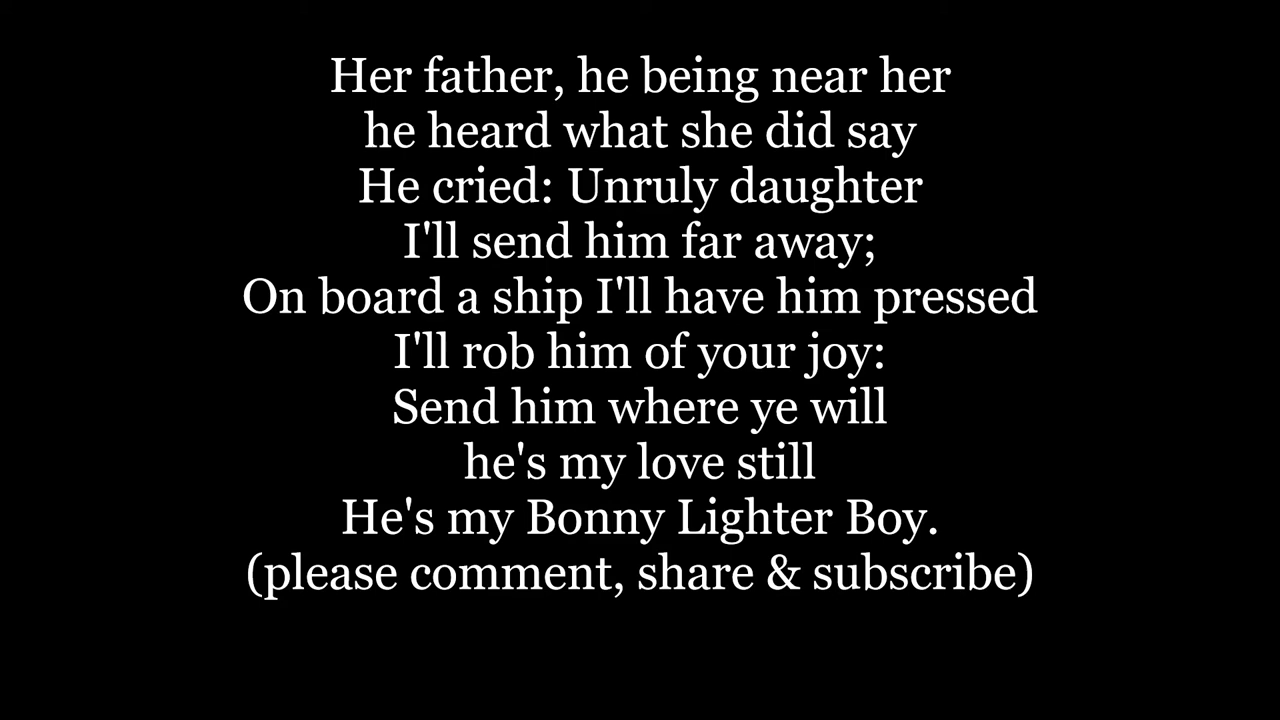 Her father, he being near her
he heard what she did say
He cried: Unruly daughter
I'll send him far away;
On board a ship I'll have him pressed
I'll rob him of your joy:
Send him where ye will
he's my love still
He's my Bonny Lighter Boy.
(please comment, share & subscribe)